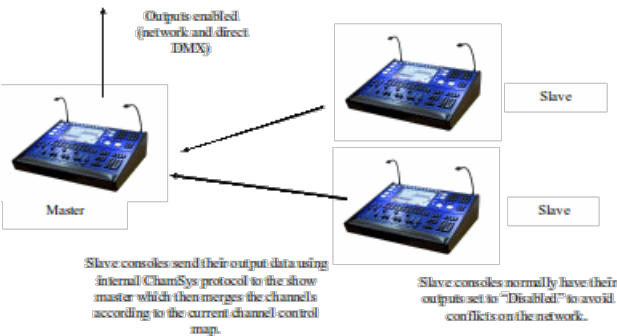 Outputs enabled
(network and direct
DMX)
Slave
Master
Slave
Slave consoles send their output data using
internal ChamSys protocol to the show
master which then merges the channels
according to the current channel control
map.
Slave consoles normally have their
outputs set to “Disabled” to avoid
conflicts on the network.